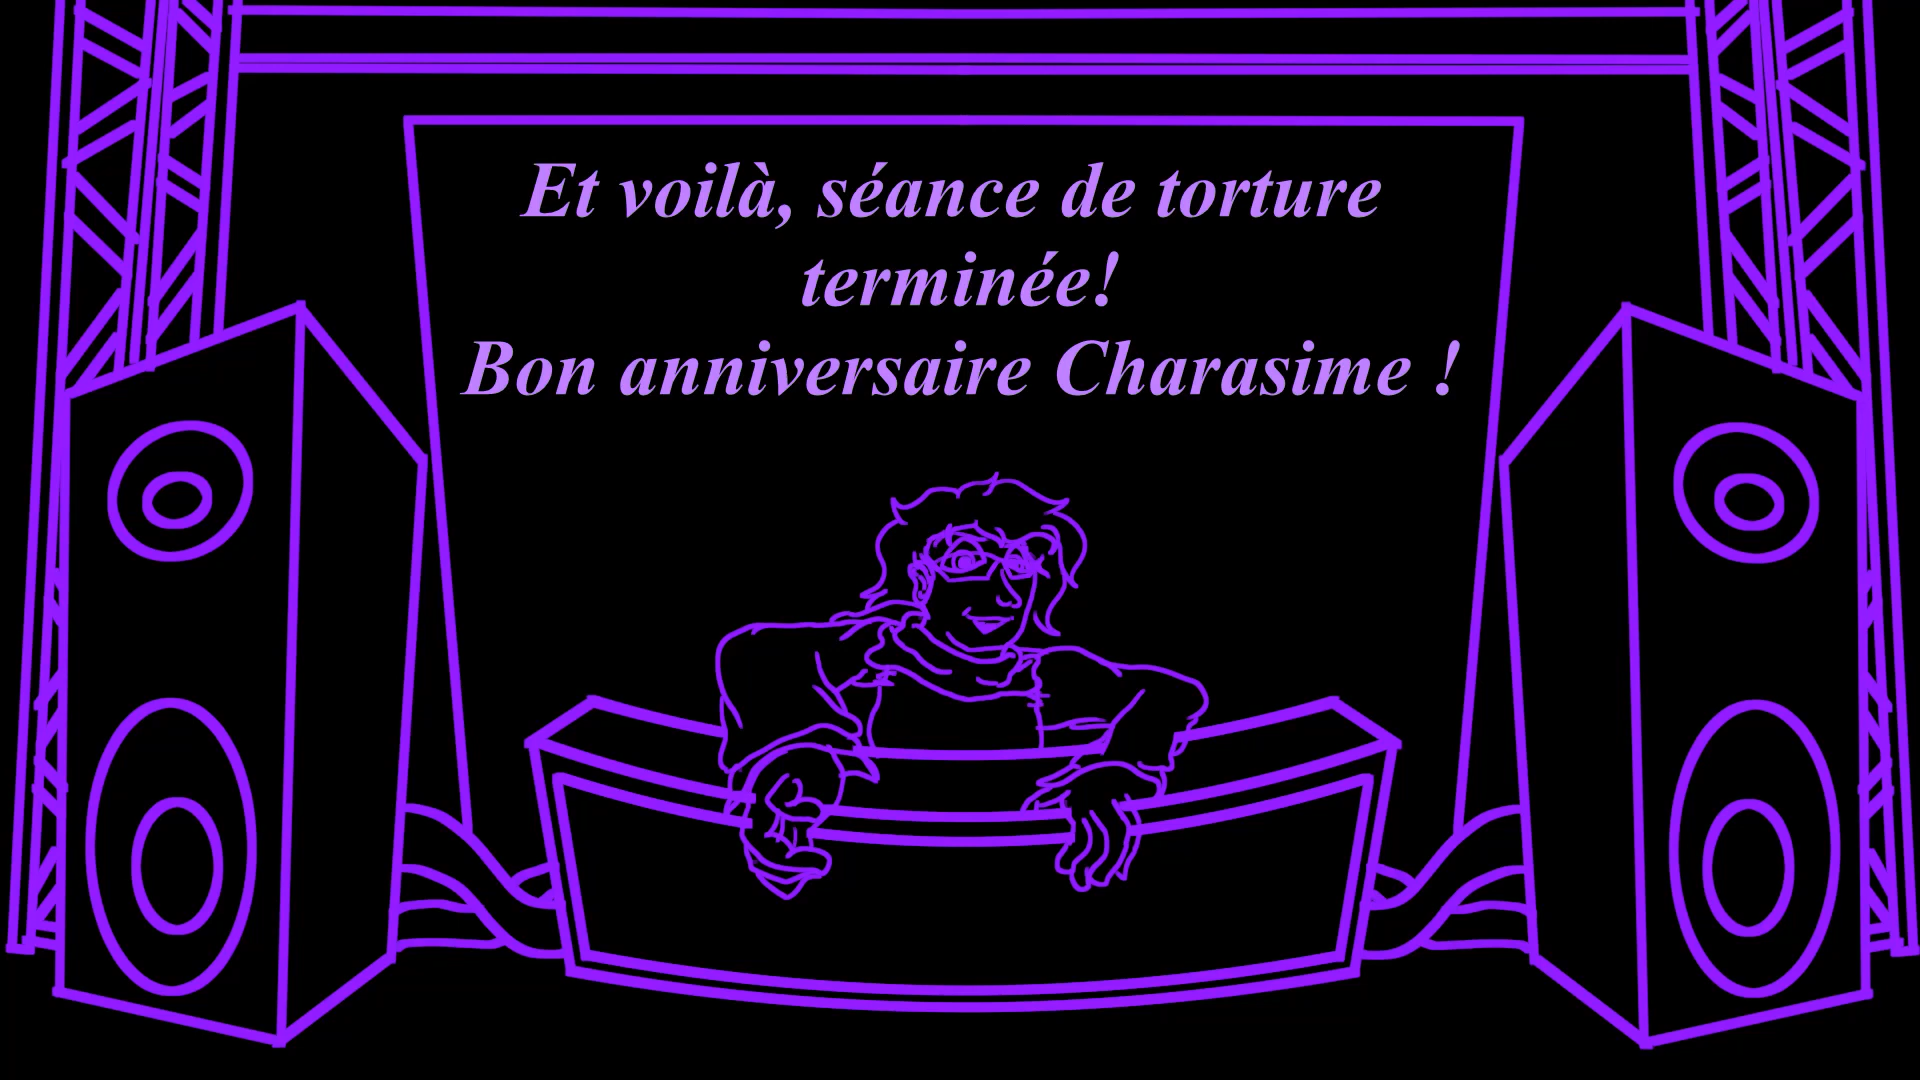 Et voilà, séance de torture
terminée!
Bon anniversaire Charasime !